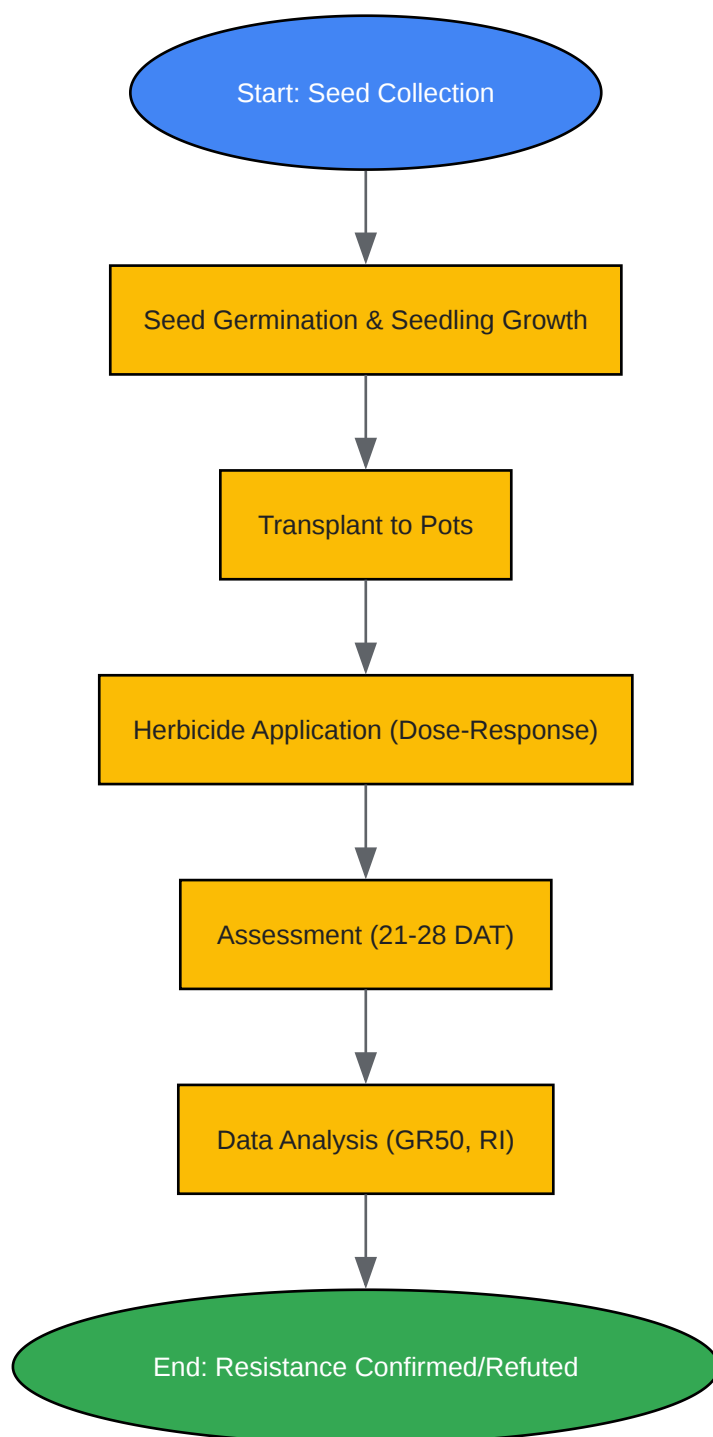 Start: Seed Collection
Seed Germination & Seedling Growth
Transplant to Pots
Herbicide Application (Dose-Response)
Assessment (21-28 DAT)
Data Analysis (GR50, RI)
End: Resistance Confirmed/Refuted